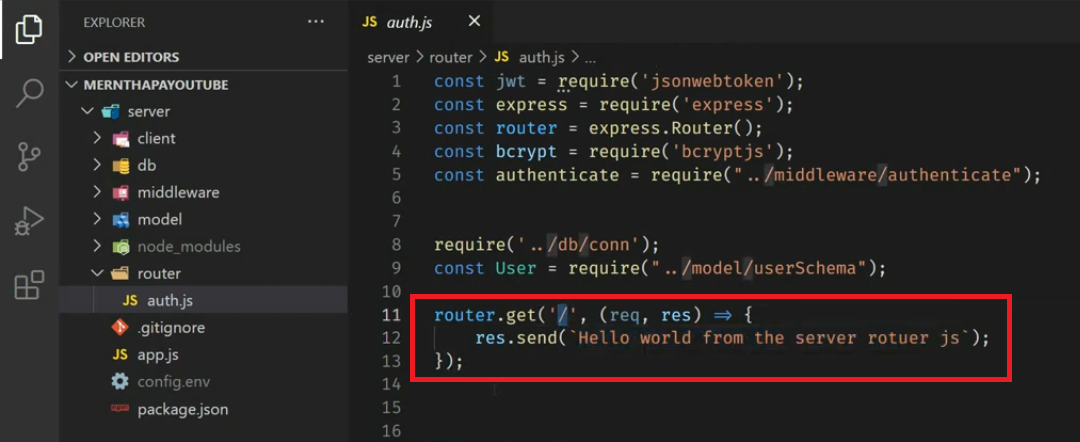 EXPLORER
...
OPEN EDITORS
MERNTHAPAYOUTUBE
server
client
db
middleware
model
node_modules
router
JS auth.js
.gitignore
JS app.js
config.env
package.json
JS auth.js ×
server > router > JS auth.js > ...
1 const jwt = require('jsonwebtoken');
2 const express = require('express');
3 const router = express.Router();
4 const bcrypt = require('bcryptjs');
5 const authenticate = require("../middleware/authenticate");
6
7
8 require('../db/conn');
9 const User = require("../model/userSchema");
10
11 router.get('/', (req, res) => {
12 res.send(`Hello world from the server rotuer js`);
13 });
14
15
16